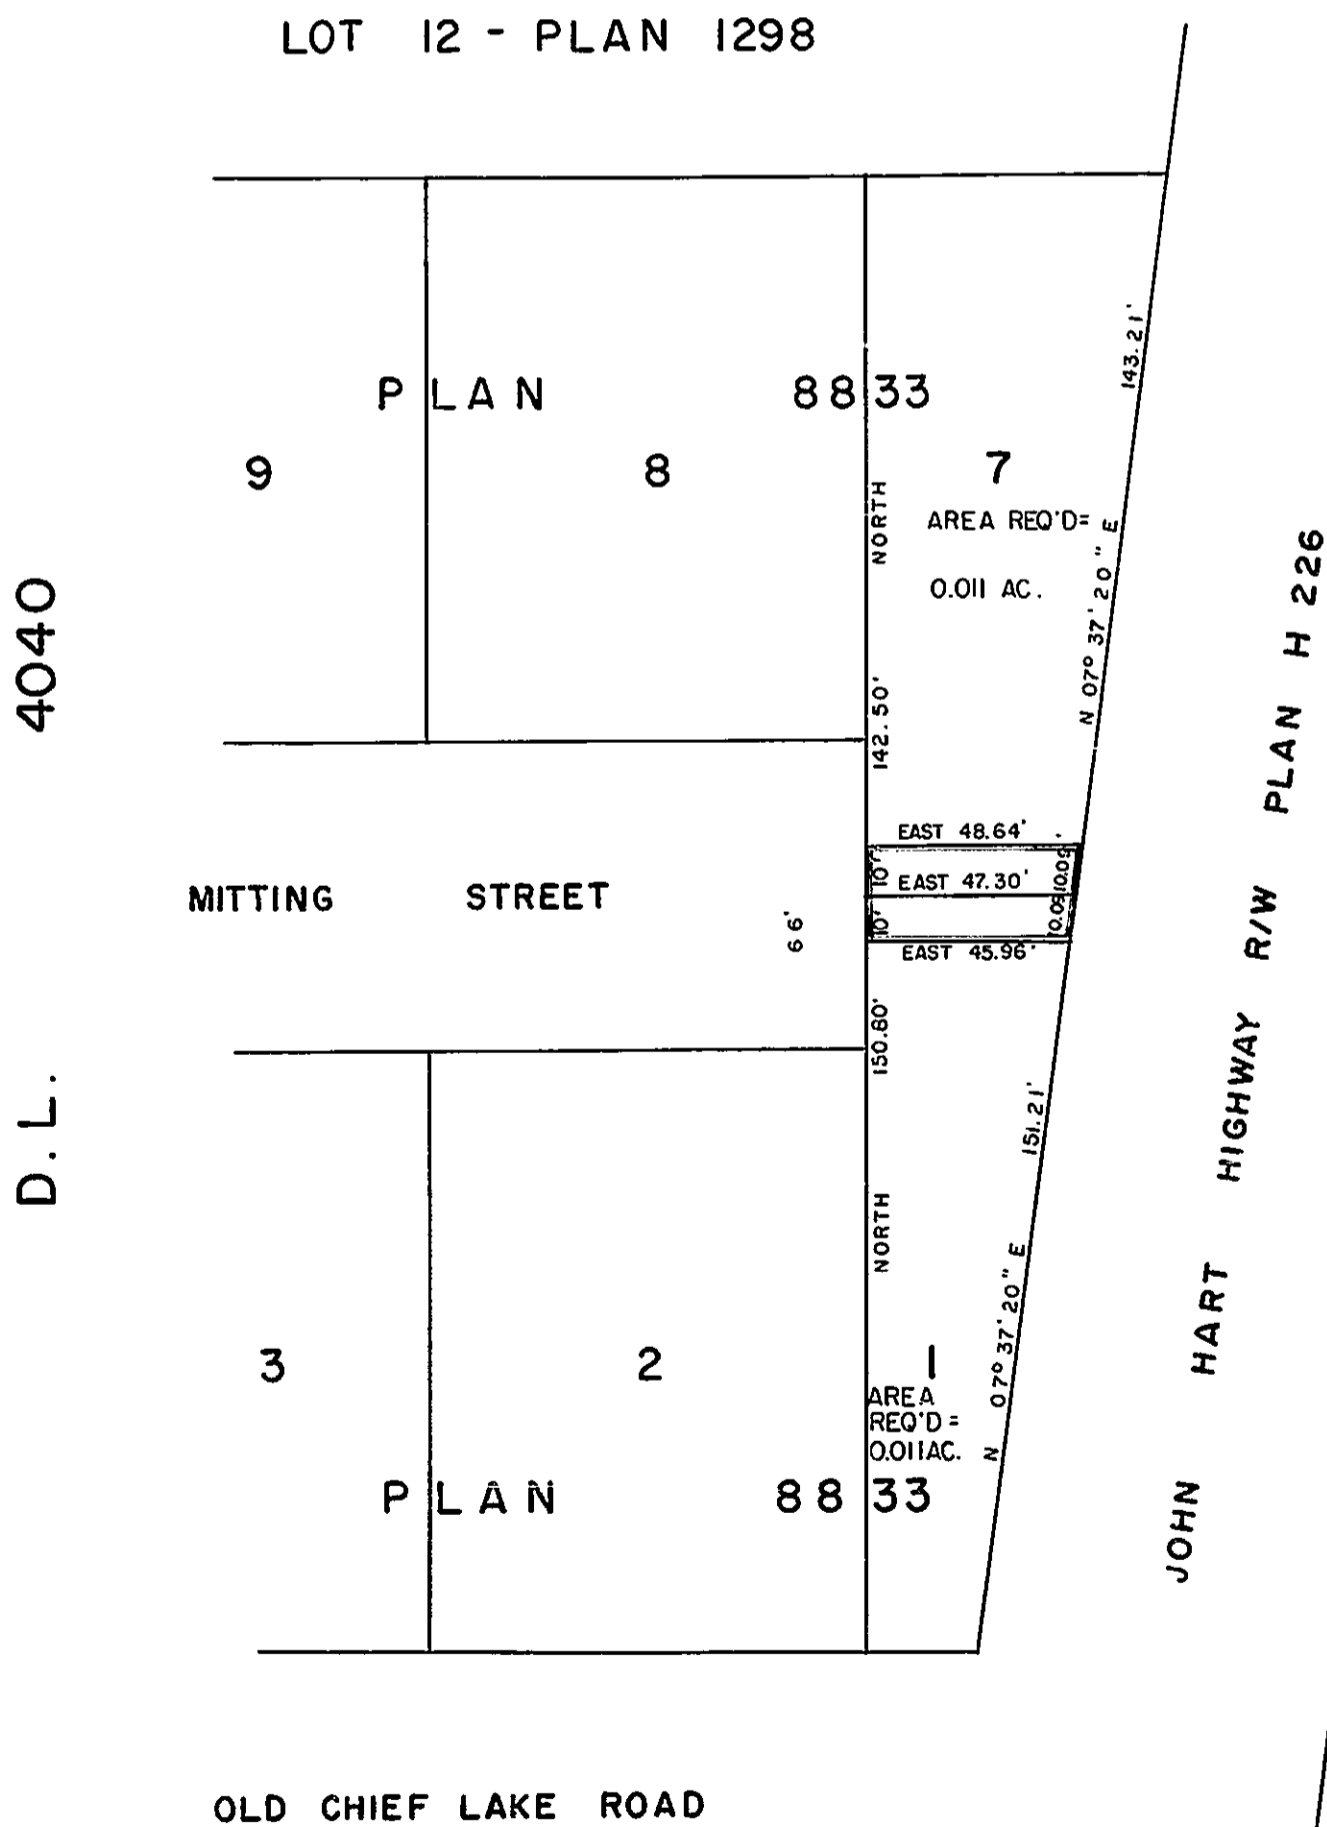 LOT 12 - PLAN 1298
143.21'
PLAN 8833
9
8
7
NORTH
AREA REQ'D=
0.011 AC.
N 07° 37' 20" E
D.L. 4040
142.50'
EAST 48.64'
10'
10.09'
EAST 47.30'
MITTING STREET
66'
10'
10.09
EAST 45.96'
150.80'
151.21'
NORTH
N 07° 37' 20" E
3
2
1
AREA
REQ'D =
0.011AC.
PLAN 8833
JOHN HART HIGHWAY R/W PLAN H 226
OLD CHIEF LAKE ROAD